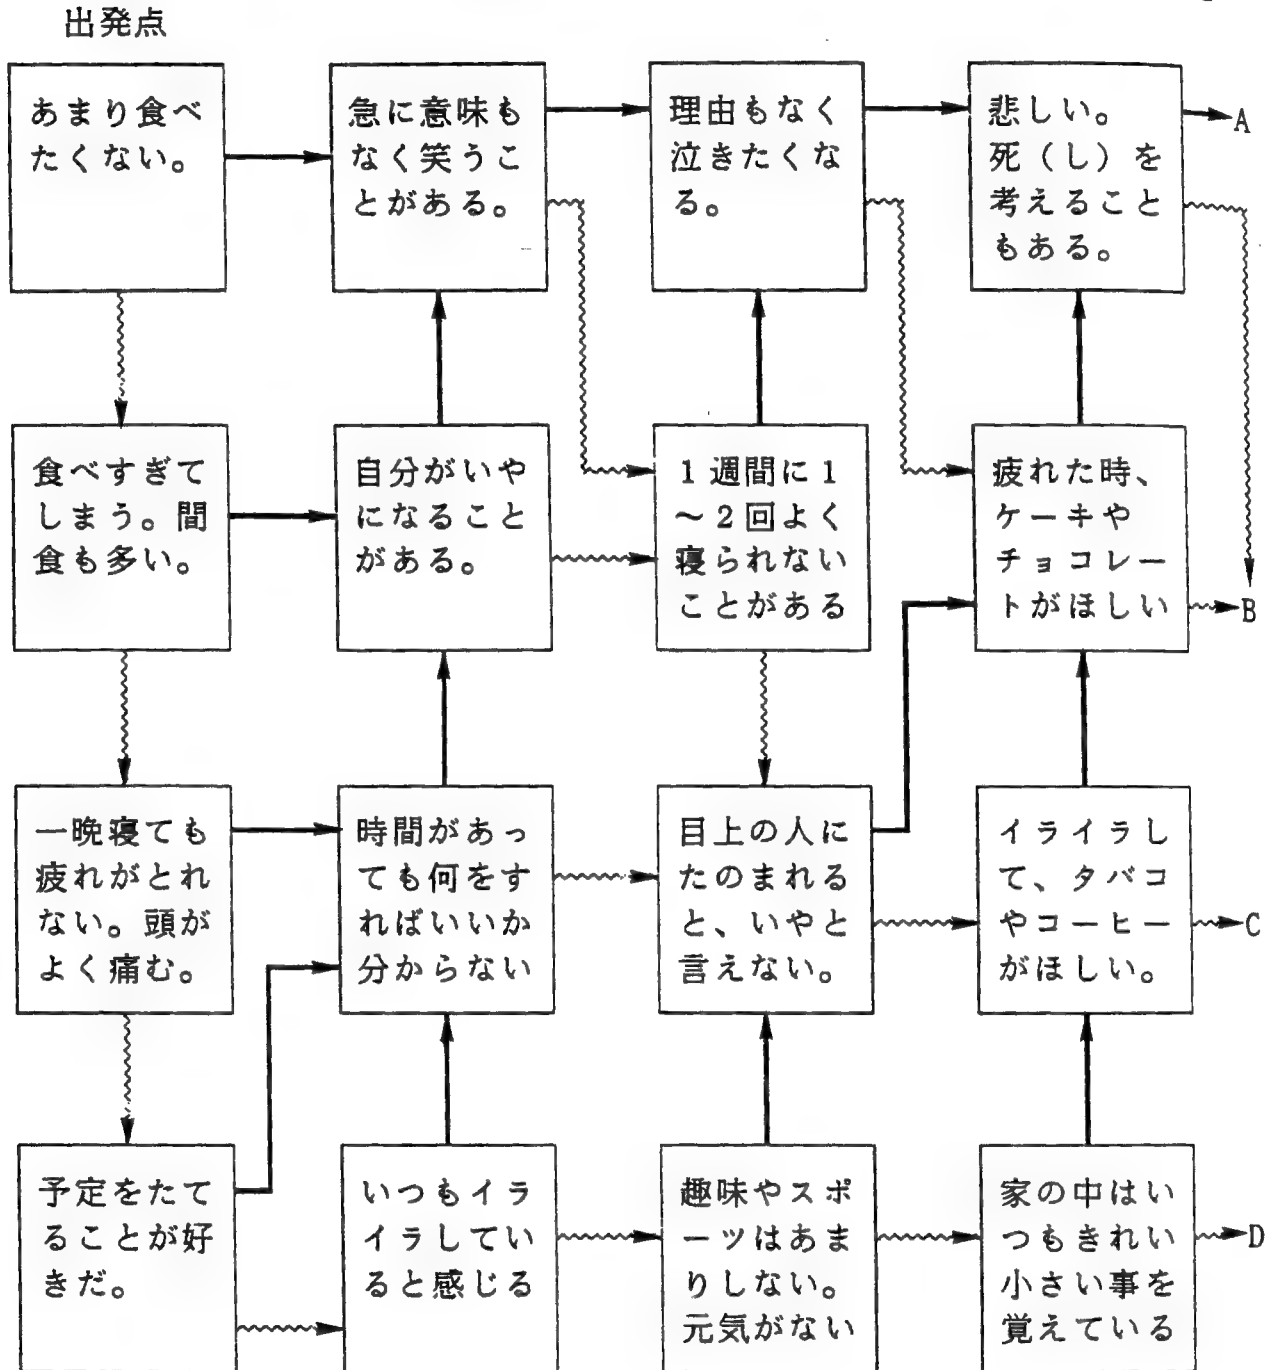 出発点
あまり食べ
たくない。
急に意味も
なく笑うこ
とがある。
理由もなく
泣きたくな
る。
悲しい。
死（し）を
考えること
もある。
A
食べすぎて
しまう。間
食も多い。
自分がいや
になること
がある。
1週間に1
～2回よく
寝られない
ことがある
疲れた時、
ケーキや
チョコレー
トがほしい
B
一晩寝ても
疲れがとれ
ない。頭が
よく痛む。
時間があっ
ても何をす
ればいいか
分からない
目上の人に
たのまれる
と、いやと
言えない。
イライラし
て、タバコ
やコーヒー
がほしい。
C
予定をたて
ることが好
きだ。
いつもイラ
イラしてい
ると感じる
趣味やスポ
ーツはあま
りしない。
元気がない
家の中はい
つもきれい
小さい事を
覚えている
D